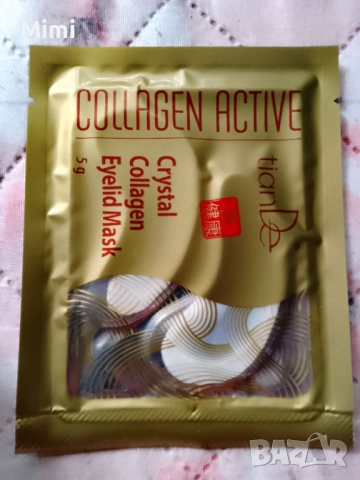 Mimi
COLLAGEN ACTIVE
tianDe
健康
Crystal
Collagen
Eyelid Mask
5 g
BAZAR